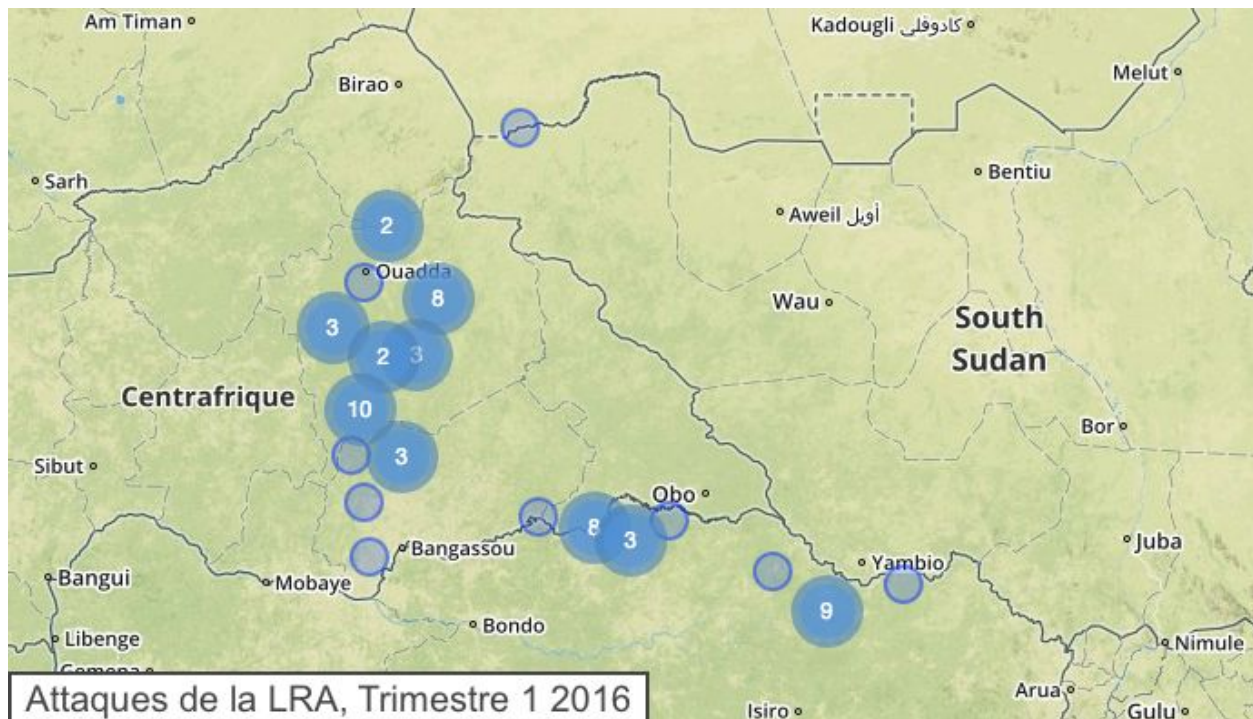 Am Timan
Kadougli كادوقلي
Melut
Birao
Sarh
Bentiu
2
Aweil أويل
Ouadda
8
Wau
3
South
Sudan
2
3
Centrafrique
10
Bor
3
Sibut
Obo
8
3
Bangassou
Juba
Yambio
Bangui
Mobaye
9
Bondo
Libenge
Nimule
Gemena
Attaques de la LRA, Trimestre 1 2016
Arua
Isiro
Gulu